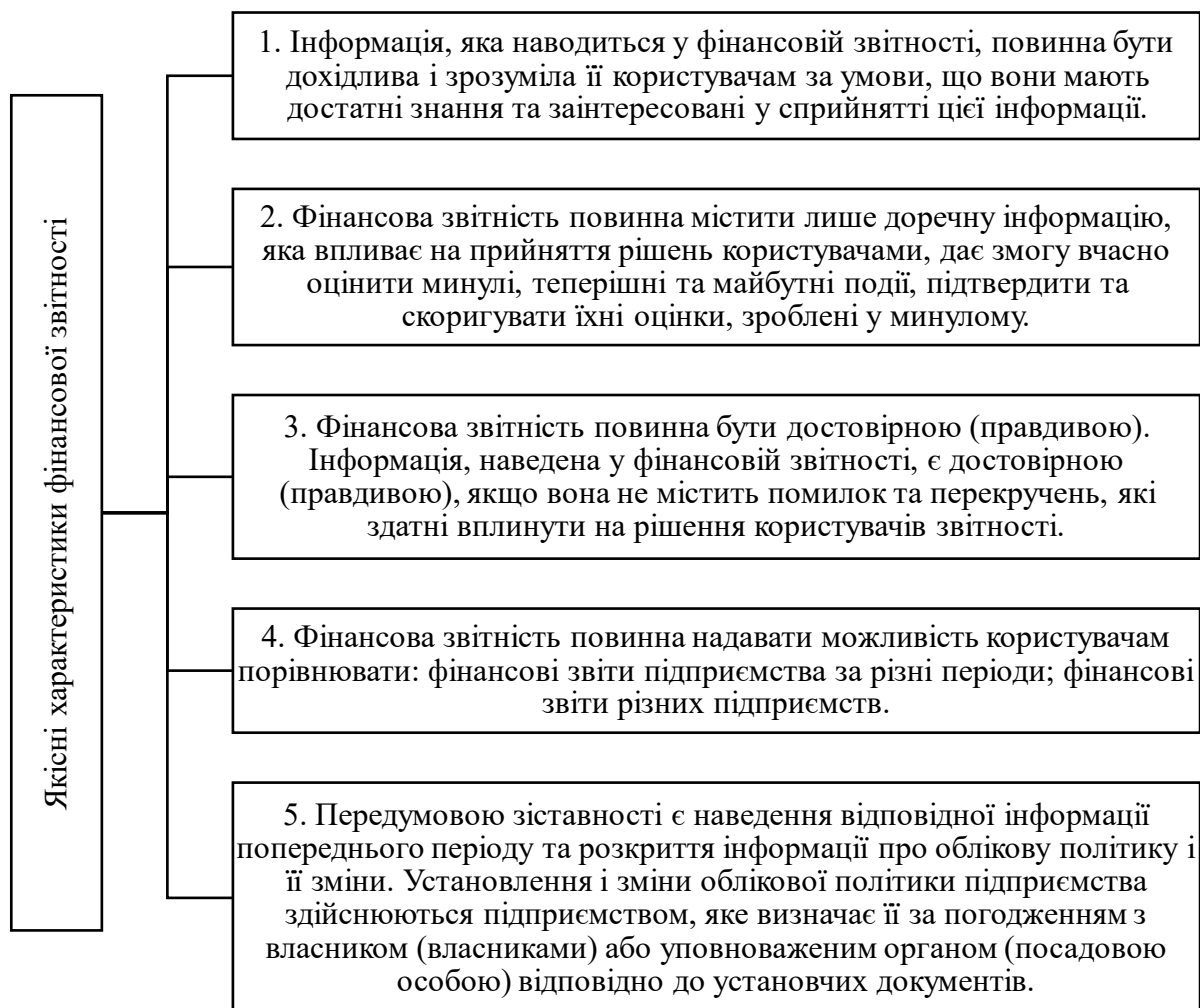 Якісні характеристики фінансової звітності
1. Інформація, яка наводиться у фінансовій звітності, повинна бути
дохідлива і зрозуміла її користувачам за умови, що вони мають
достатні знання та заінтересовані у сприйнятті цієї інформації.
2. Фінансова звітність повинна містити лише доречну інформацію,
яка впливає на прийняття рішень користувачами, дає змогу вчасно
оцінити минулі, теперішні та майбутні події, підтвердити та
скоригувати їхні оцінки, зроблені у минулому.
3. Фінансова звітність повинна бути достовірною (правдивою).
Інформація, наведена у фінансовій звітності, є достовірною
(правдивою), якщо вона не містить помилок та перекручень, які
здатні вплинути на рішення користувачів звітності.
4. Фінансова звітність повинна надавати можливість користувачам
порівнювати: фінансові звіти підприємства за різні періоди; фінансові
звіти різних підприємств.
5. Передумовою зіставності є наведення відповідної інформації
попереднього періоду та розкриття інформації про облікову політику і
її зміни. Установлення і зміни облікової політики підприємства
здійснюються підприємством, яке визначає її за погодженням з
власником (власниками) або уповноваженим органом (посадовою
особою) відповідно до установчих документів.